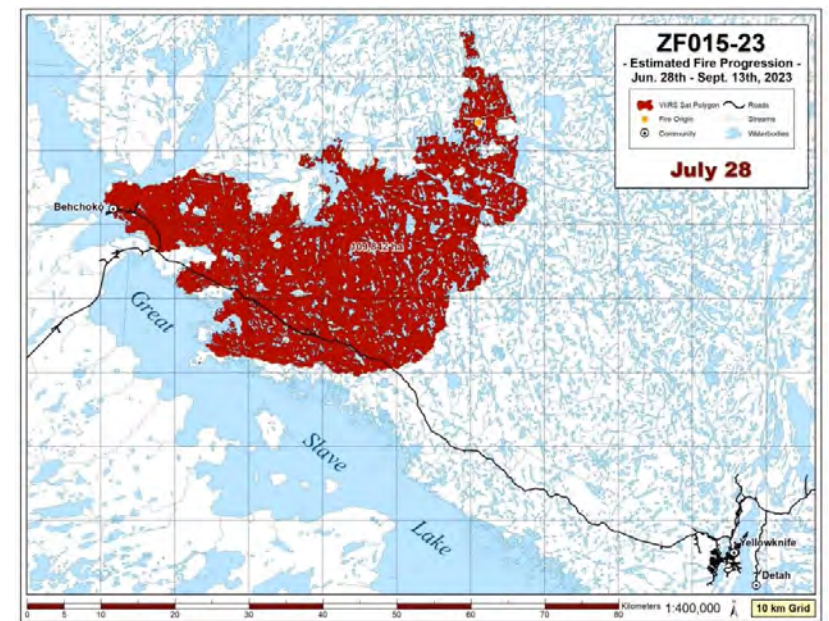 ZF015-23
- Estimated Fire Progression -
Jun. 28th - Sept. 13th, 2023
VIIRS Sat Polygon
Roads
Fire Origin
Streams
Community
Waterbodies
July 28
Behchoko
Great
Slave
Lake
Yellowknife
Detah
0 5 10 20 30 40 50 60 70 80
Kilometers
1:400,000
10 km Grid